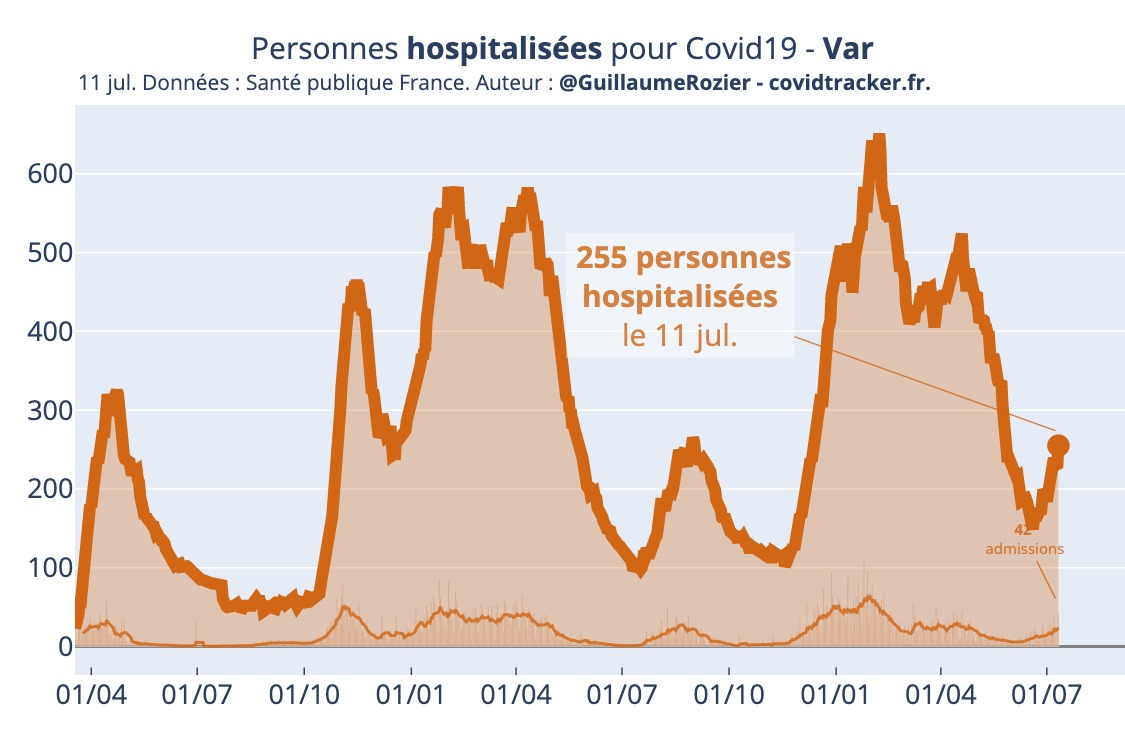 Personnes hospitalisées pour Covid19 - Var
11 jul. Données : Santé publique France. Auteur : @GuillaumeRozier - covidtracker.fr.
600
500
400
300
200
100
0
255 personnes
hospitalisées
le 11 jul.
42
admissions
01/04 01/07 01/10 01/01 01/04 01/07 01/10 01/01 01/04 01/07